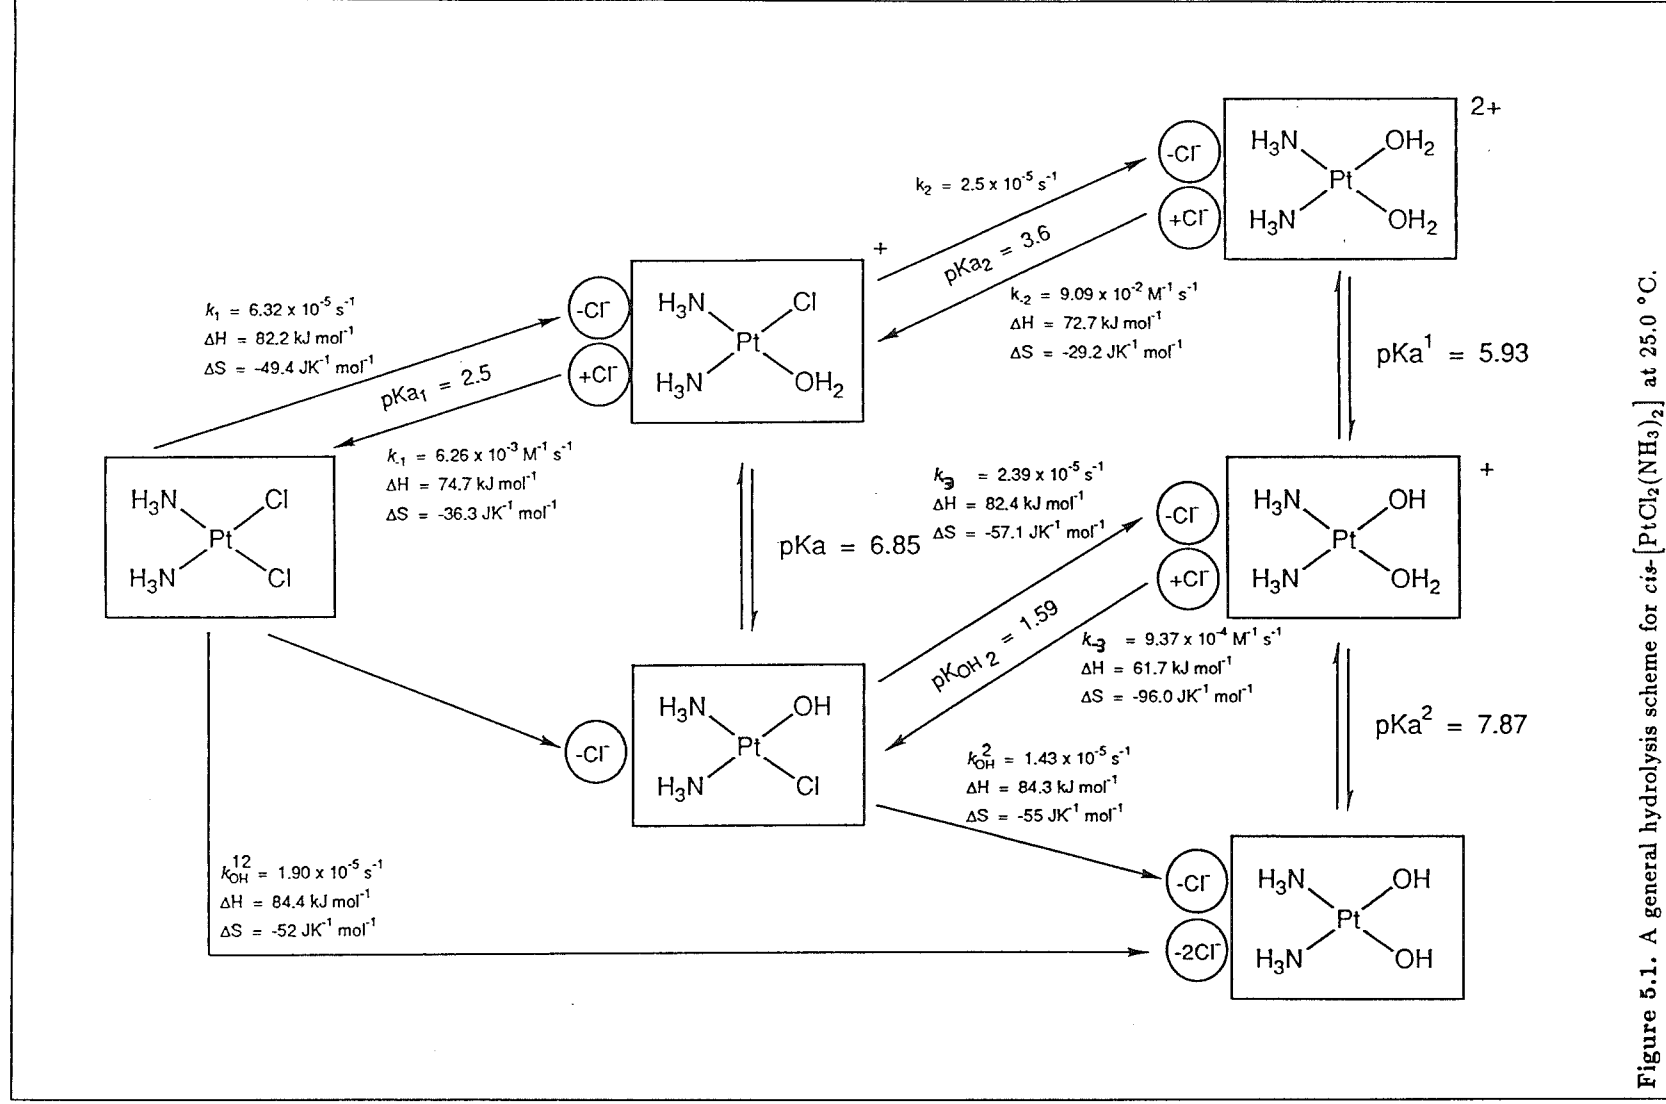 2+
-Cl⁻
+Cl⁻
H₃N OH₂
Pt
H₃N OH₂
k₂ = 2.5 x 10⁻⁵ s⁻¹
pKa₂ = 3.6
k₋₂ = 9.09 x 10⁻² M⁻¹ s⁻¹
ΔH = 72.7 kJ mol⁻¹
ΔS = -29.2 JK⁻¹ mol⁻¹
+
-Cl⁻
+Cl⁻
H₃N Cl
Pt
H₃N OH₂
k₁ = 6.32 x 10⁻⁵ s⁻¹
ΔH = 82.2 kJ mol⁻¹
ΔS = -49.4 JK⁻¹ mol⁻¹
pKa₁ = 2.5
k₋₁ = 6.26 x 10⁻³ M⁻¹ s⁻¹
ΔH = 74.7 kJ mol⁻¹
ΔS = -36.3 JK⁻¹ mol⁻¹
pKa¹ = 5.93
H₃N Cl
Pt
H₃N Cl
pKa = 6.85
k₃ = 2.39 x 10⁻⁵ s⁻¹
ΔH = 82.4 kJ mol⁻¹
ΔS = -57.1 JK⁻¹ mol⁻¹
+
-Cl⁻
+Cl⁻
H₃N OH
Pt
H₃N OH₂
pK_OH 2 = 1.59
k₋₃ = 9.37 x 10⁻⁴ M⁻¹ s⁻¹
ΔH = 61.7 kJ mol⁻¹
ΔS = -96.0 JK⁻¹ mol⁻¹
-Cl⁻
H₃N OH
Pt
H₃N Cl
pKa² = 7.87
k²_OH = 1.43 x 10⁻⁵ s⁻¹
ΔH = 84.3 kJ mol⁻¹
ΔS = -55 JK⁻¹ mol⁻¹
k¹²_OH = 1.90 x 10⁻⁵ s⁻¹
ΔH = 84.4 kJ mol⁻¹
ΔS = -52 JK⁻¹ mol⁻¹
-Cl⁻
-2Cl⁻
H₃N OH
Pt
H₃N OH
Figure 5.1. A general hydrolysis scheme for cis-[PtCl₂(NH₃)₂] at 25.0 °C.